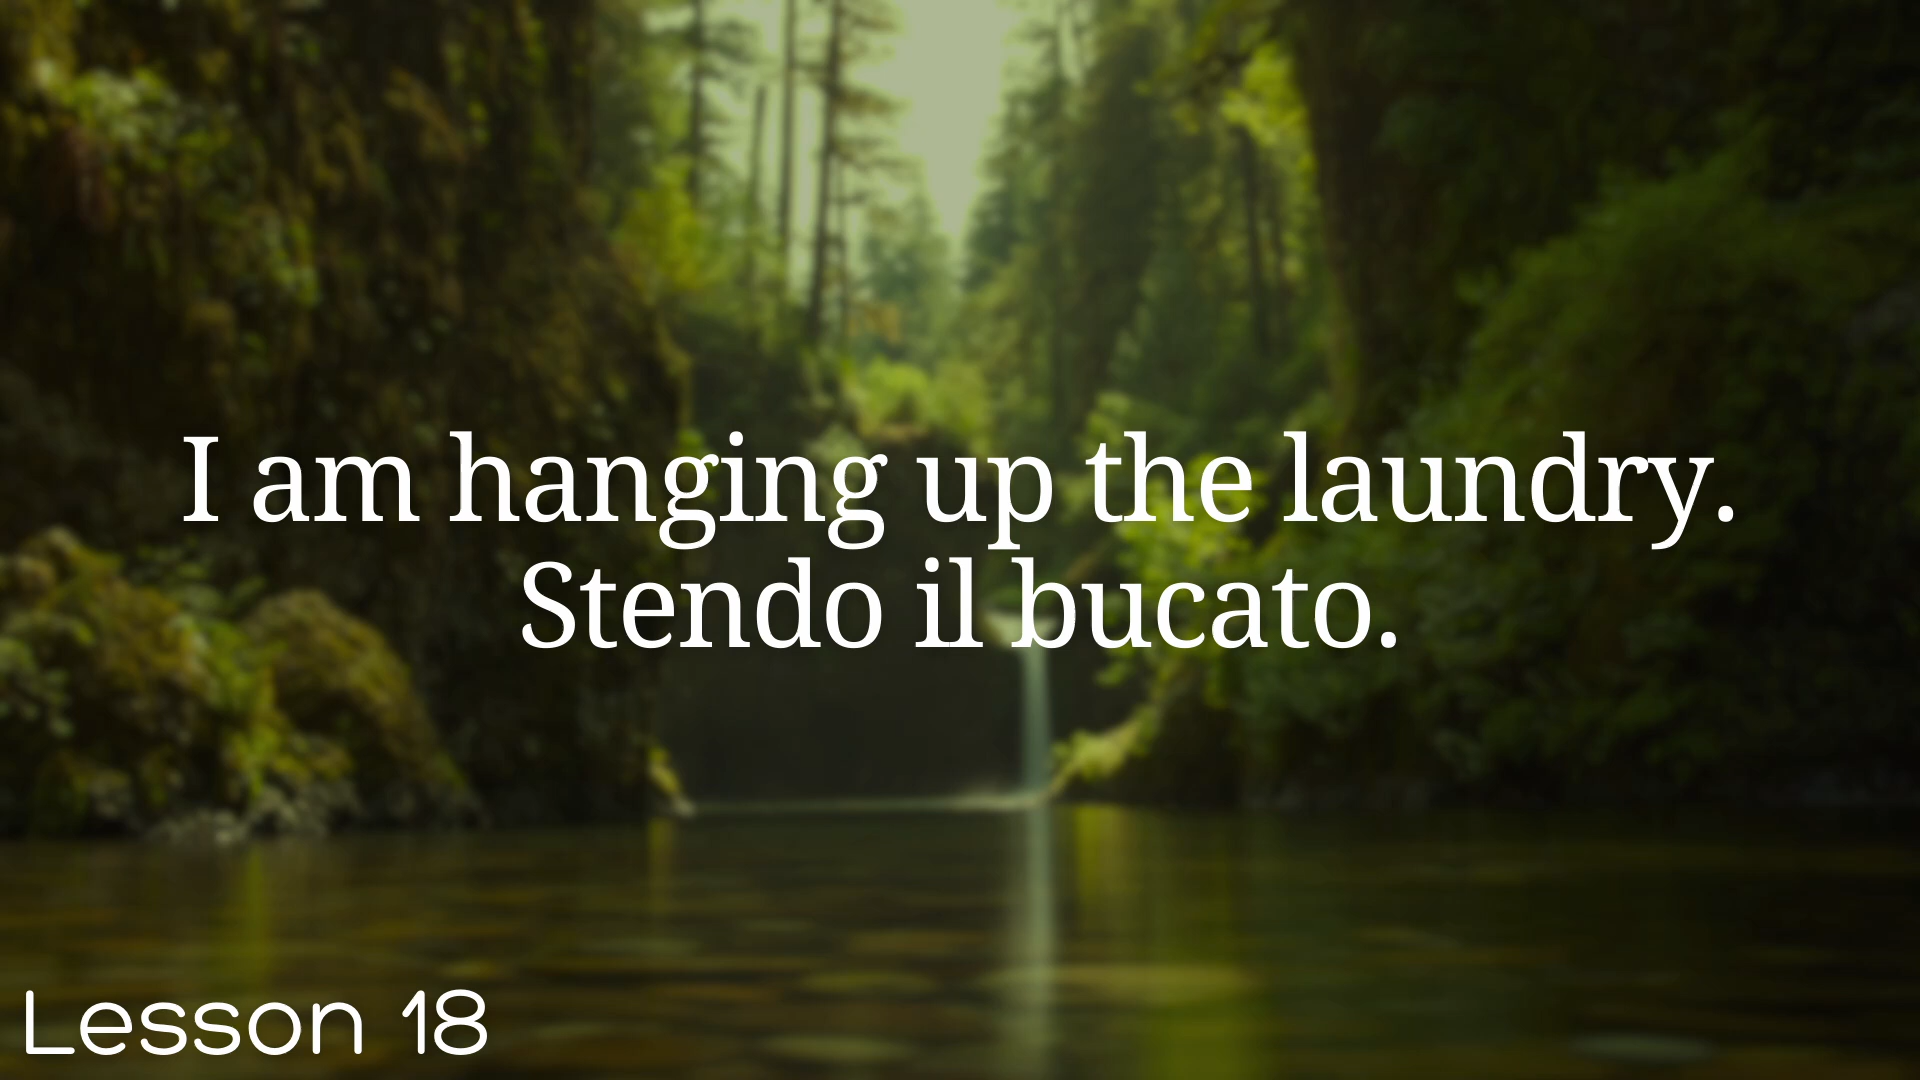 I am hanging up the laundry.
Stendo il bucato.
Lesson 18